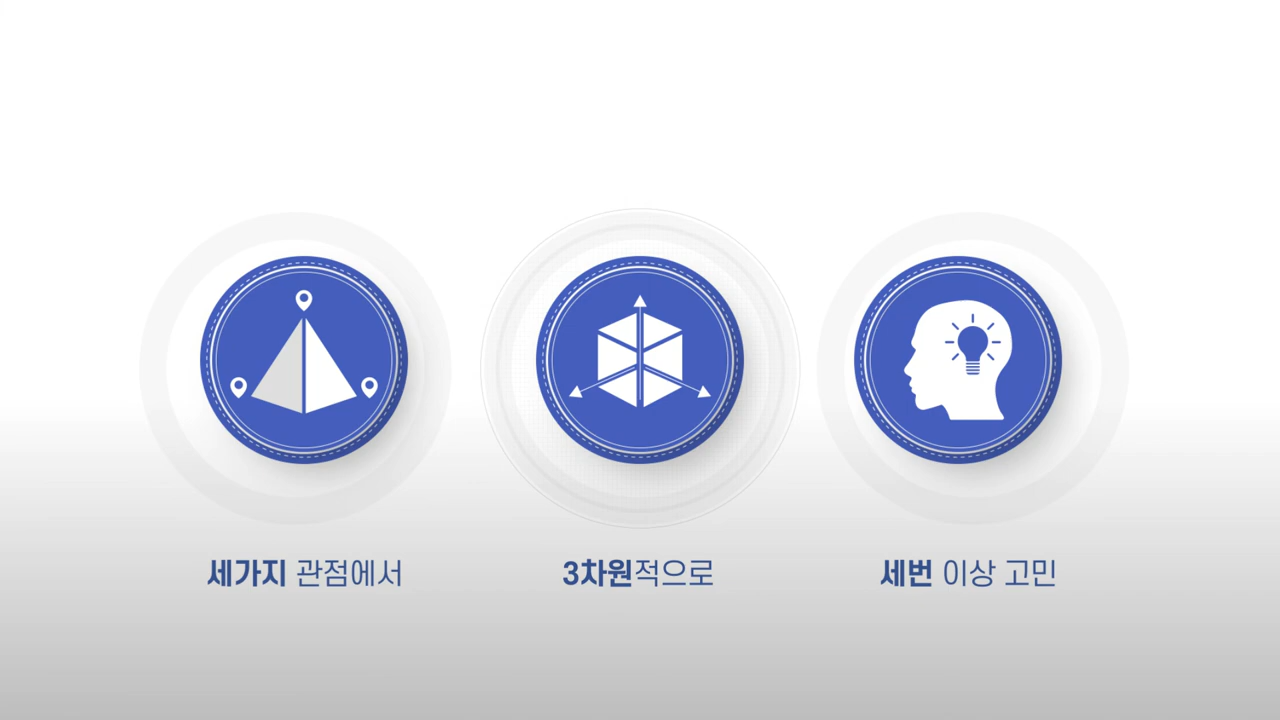 세가지 관점에서
3차원적으로
세번 이상 고민